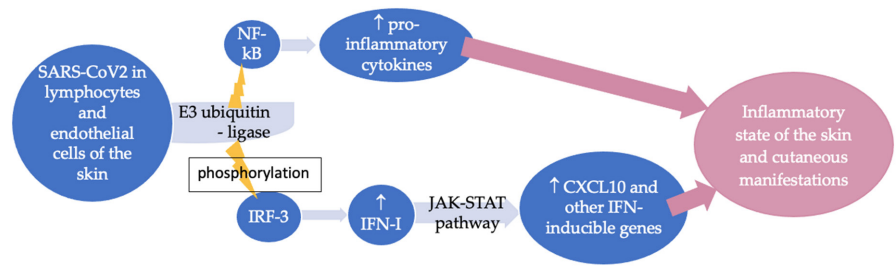 NF-
kB
↑ pro-
inflammatory
cytokines
SARS-CoV2 in
lymphocytes
and
endothelial
cells of the
skin
E3 ubiquitin
- ligase
phosphorylation
IRF-3
↑
IFN-I
JAK-STAT
pathway
↑ CXCL10 and
other IFN-
inducible genes
Inflammatory
state of the skin
and cutaneous
manifestations